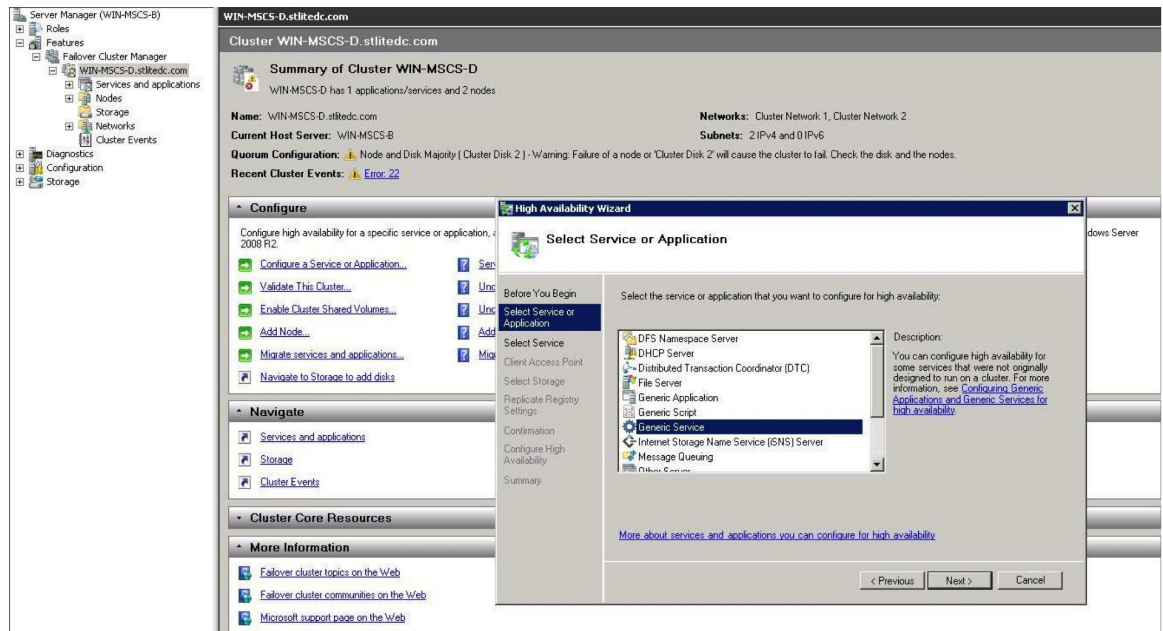 Server Manager (WIN-MSCS-B)
Roles
Features
Failover Cluster Manager
WIN-MSCS-D.stlitedc.com
Services and applications
Nodes
Storage
Networks
Cluster Events
Diagnostics
Configuration
Storage
WIN-MSCS-D.stlitedc.com
Cluster WIN-MSCS-D.stlitedc.com
Summary of Cluster WIN-MSCS-D
WIN-MSCS-D has 1 applications/services and 2 nodes
Name: WIN-MSCS-D.stlitedc.com
Networks: Cluster Network 1, Cluster Network 2
Current Host Server: WIN-MSCS-B
Subnets: 2 IPv4 and 0 IPv6
Quorum Configuration: Node and Disk Majority ( Cluster Disk 2 ) - Warning: Failure of a node or 'Cluster Disk 2' will cause the cluster to fail. Check the disk and the nodes.
Recent Cluster Events: Error: 22
Configure
Configure high availability for a specific service or application, a
dows Server
2008 R2.
Configure a Service or Application...
Ser
Validate This Cluster...
Und
Enable Cluster Shared Volumes...
Und
Add Node...
Add
Migrate services and applications...
Migr
Navigate to Storage to add disks
Navigate
Services and applications
Storage
Cluster Events
Cluster Core Resources
More Information
Failover cluster topics on the Web
Failover cluster communities on the Web
Microsoft support page on the Web
High Availability Wizard
Select Service or Application
Before You Begin
Select Service or
Application
Select Service
Client Access Point
Select Storage
Replicate Registry
Settings
Confirmation
Configure High
Availability
Summary
Select the service or application that you want to configure for high availability:
DFS Namespace Server
DHCP Server
Distributed Transaction Coordinator (DTC)
File Server
Generic Application
Generic Script
Generic Service
Internet Storage Name Service (iSNS) Server
Message Queuing
Other Server
Description:
You can configure high availability for
some services that were not originally
designed to run on a cluster. For more
information, see Configuring Generic
Applications and Generic Services for
high availability.
More about services and applications you can configure for high availability
< Previous
Next >
Cancel